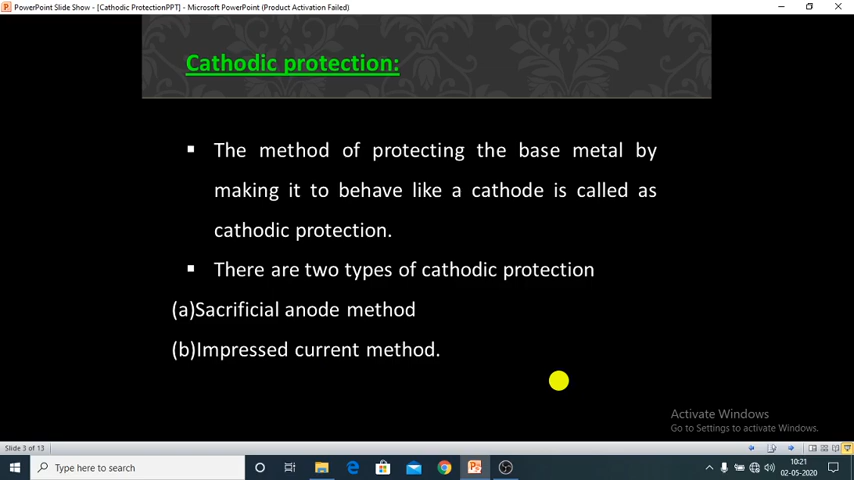 PowerPoint Slide Show - [Cathodic ProtectionPPT] - Microsoft PowerPoint (Product Activation Failed)
Cathodic protection:
▪ The method of protecting the base metal by
making it to behave like a cathode is called as
cathodic protection.
▪ There are two types of cathodic protection
(a)Sacrificial anode method
(b)Impressed current method.
Activate Windows
Go to Settings to activate Windows.
Slide 3 of 13
Type here to search
10:21
02-05-2020